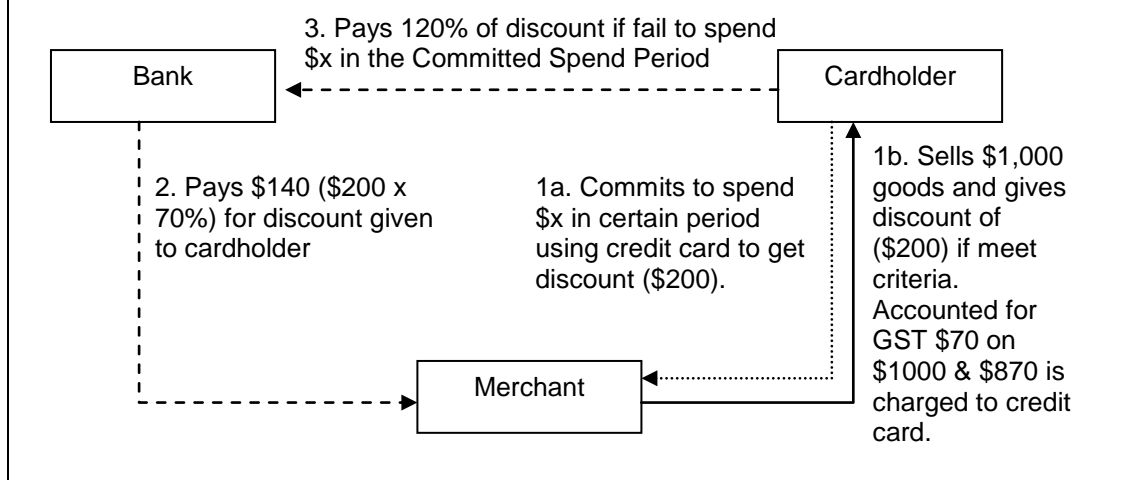 3. Pays 120% of discount if fail to spend
$x in the Committed Spend Period
Bank
Cardholder
2. Pays $140 ($200 x
70%) for discount given
to cardholder
1a. Commits to spend
$x in certain period
using credit card to get
discount ($200).
1b. Sells $1,000
goods and gives
discount of
($200) if meet
criteria.
Accounted for
GST $70 on
$1000 & $870 is
charged to credit
card.
Merchant